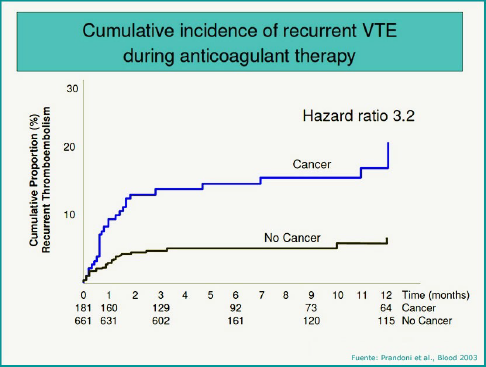 Cumulative incidence of recurrent VTE
during anticoagulant therapy
30
20
10
Cumulative Proportion (%)
Recurrent Thromboembolism
Hazard ratio 3.2
Cancer
No Cancer
0 1 2 3 4 5 6 7 8 9 10 11 12 Time (months)
181 160 129 92 73 64 Cancer
661 631 602 161 120 115 No Cancer
Fuente: Prandoni et al., Blood 2003